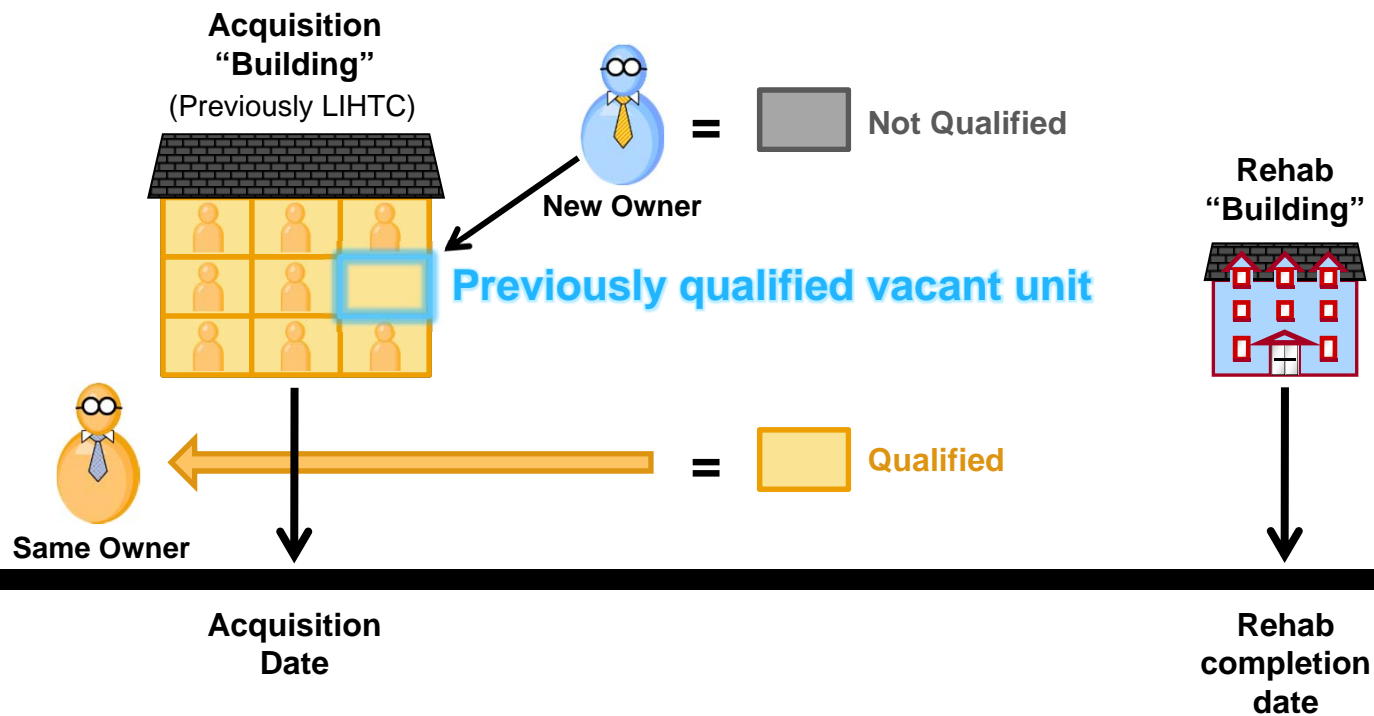 Acquisition
“Building”
(Previously LIHTC)
New Owner
=
Not Qualified
Rehab
“Building”
Previously qualified vacant unit
Same Owner
=
Qualified
Acquisition
Date
Rehab
completion
date